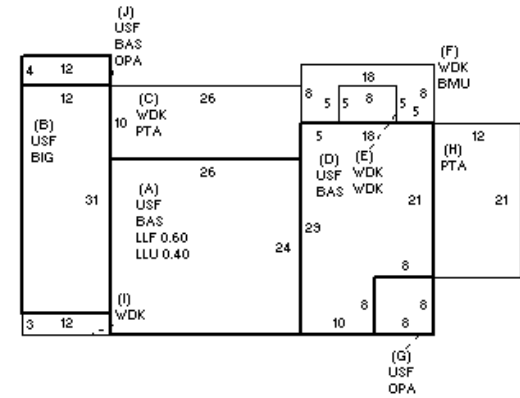 (J)
USF
BAS
OPA
4 12
12
(B)
USF
BIG
31
3 12
(I)
WDK
(C)
WDK
PTA
10
26
26
(A)
USF
BAS
LLF 0.60
LLU 0.40
24
(F)
WDK
BMU
18
8 5 5 8 5 8
5
5 18
(D)
USF
BAS
(E)
WDK
WDK
29
21
8
8
8
8
10
(H)
PTA
12
21
(G)
USF
OPA